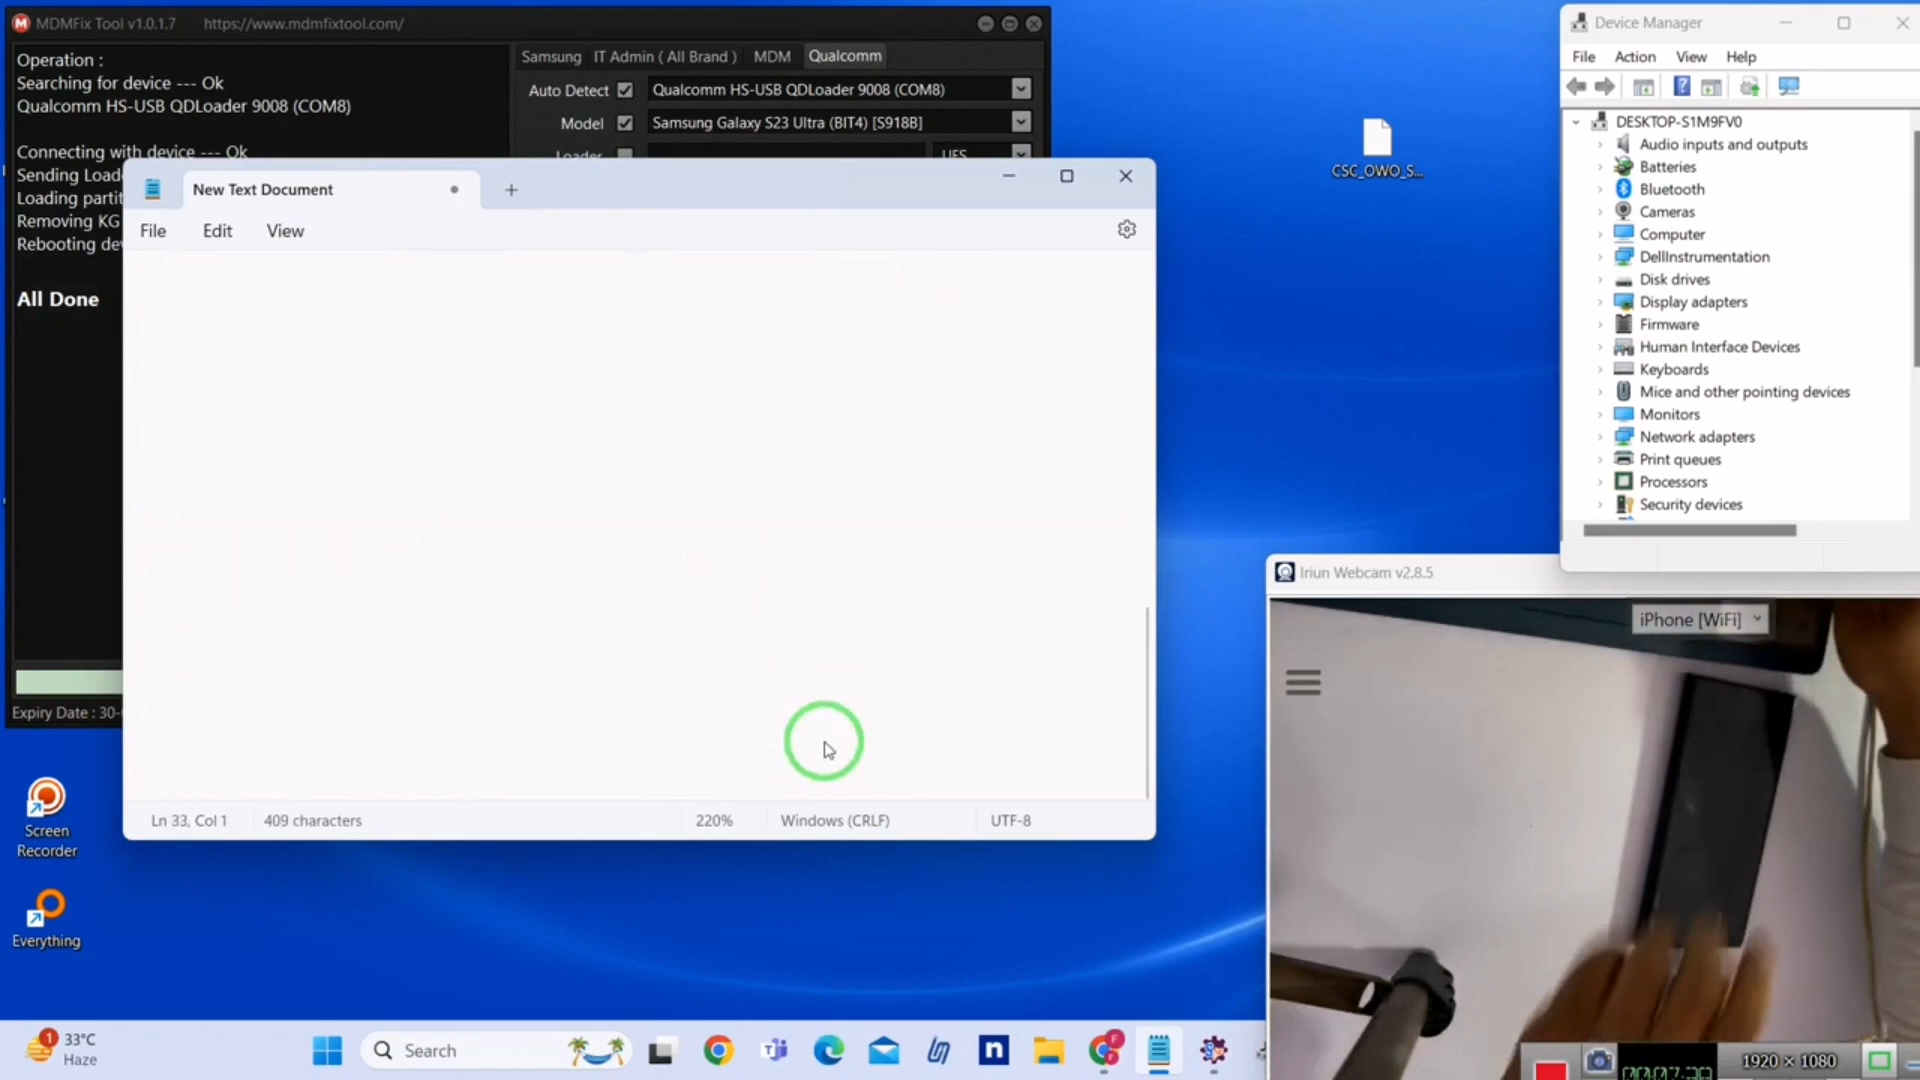 MDMFix Tool v1.0.1.7 https://www.mdmfixtool.com/
Operation :
Searching for device --- Ok
Qualcomm HS-USB QDLoader 9008 (COM8)
Connecting with device --- Ok
Sending Load
Loading partit
Removing KG
Rebooting dev
All Done
Expiry Date : 30-
Samsung IT Admin ( All Brand ) MDM Qualcomm
Auto Detect Qualcomm HS-USB QDLoader 9008 (COM8)
Model Samsung Galaxy S23 Ultra (BIT4) [S918B]
Loader UFS
New Text Document
File Edit View
Ln 33, Col 1 409 characters 220% Windows (CRLF) UTF-8
CSC_OWO_S...
Device Manager
File Action View Help
DESKTOP-S1M9FV0
Audio inputs and outputs
Batteries
Bluetooth
Cameras
Computer
DellInstrumentation
Disk drives
Display adapters
Firmware
Human Interface Devices
Keyboards
Mice and other pointing devices
Monitors
Network adapters
Print queues
Processors
Security devices
Iriun Webcam v2.8.5
iPhone [WiFi]
Screen
Recorder
Everything
1
33°C
Haze
Search
1920 × 1080